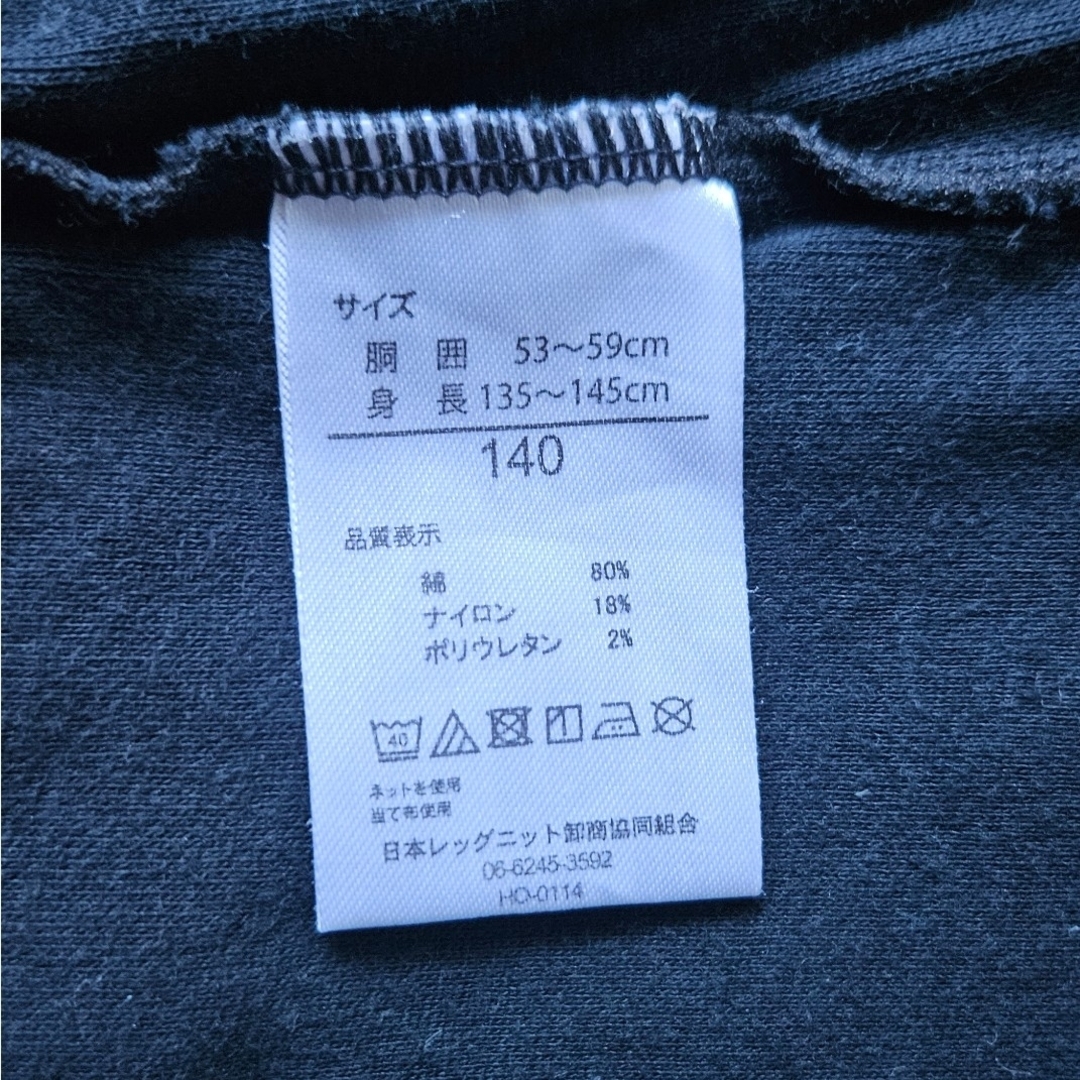 サイズ
胴 囲 53～59cm
身 長 135～145cm
140
品質表示
綿 80%
ナイロン 18%
ポリウレタン 2%
40
ネットを使用
当て布使用
日本レッグニット卸商協同組合
06-6245-3592
HO-0114